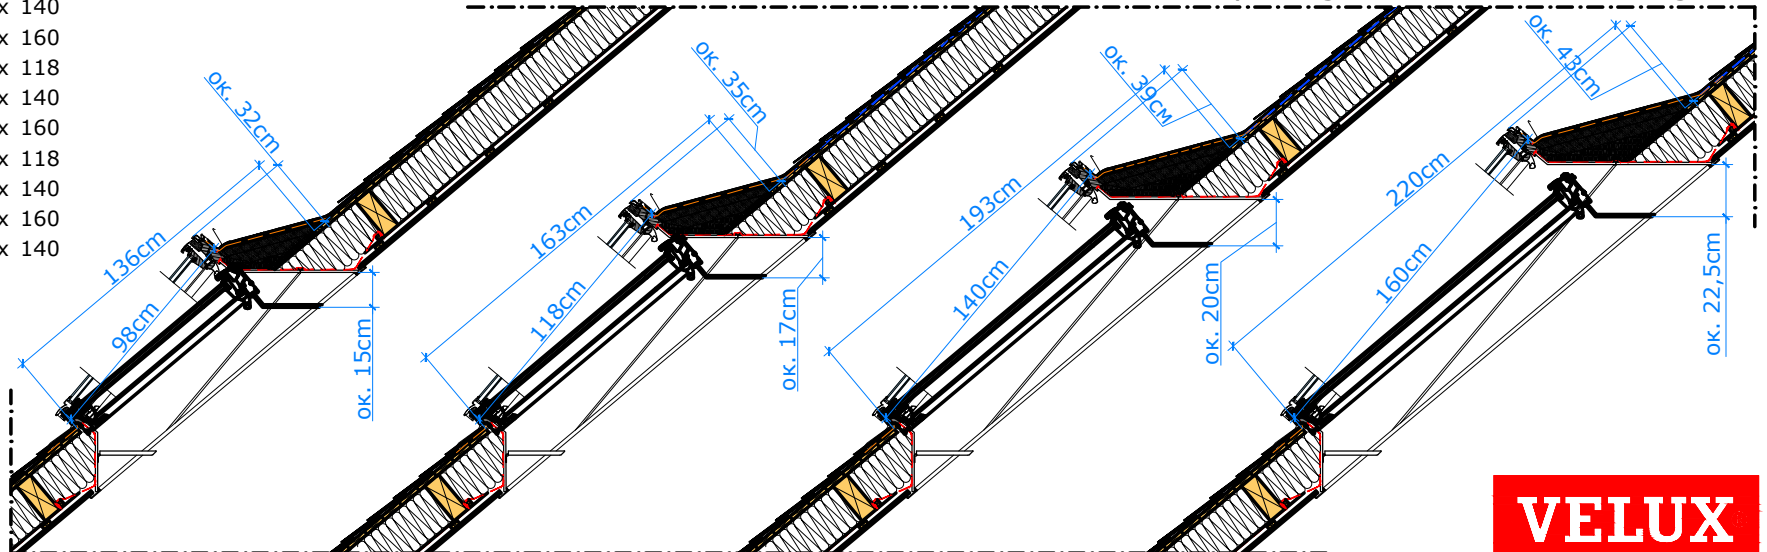 x 140
x 160
x 118
x 140
x 160
x 118
x 140
x 160
x 140
ок. 32cm
136cm
98cm
ок. 15cm
ок. 35cm
163cm
118cm
ок. 17cm
ок. 39см
193cm
140cm
ок. 20cm
ок. 43cm
220cm
160cm
ок. 22,5cm
VELUX